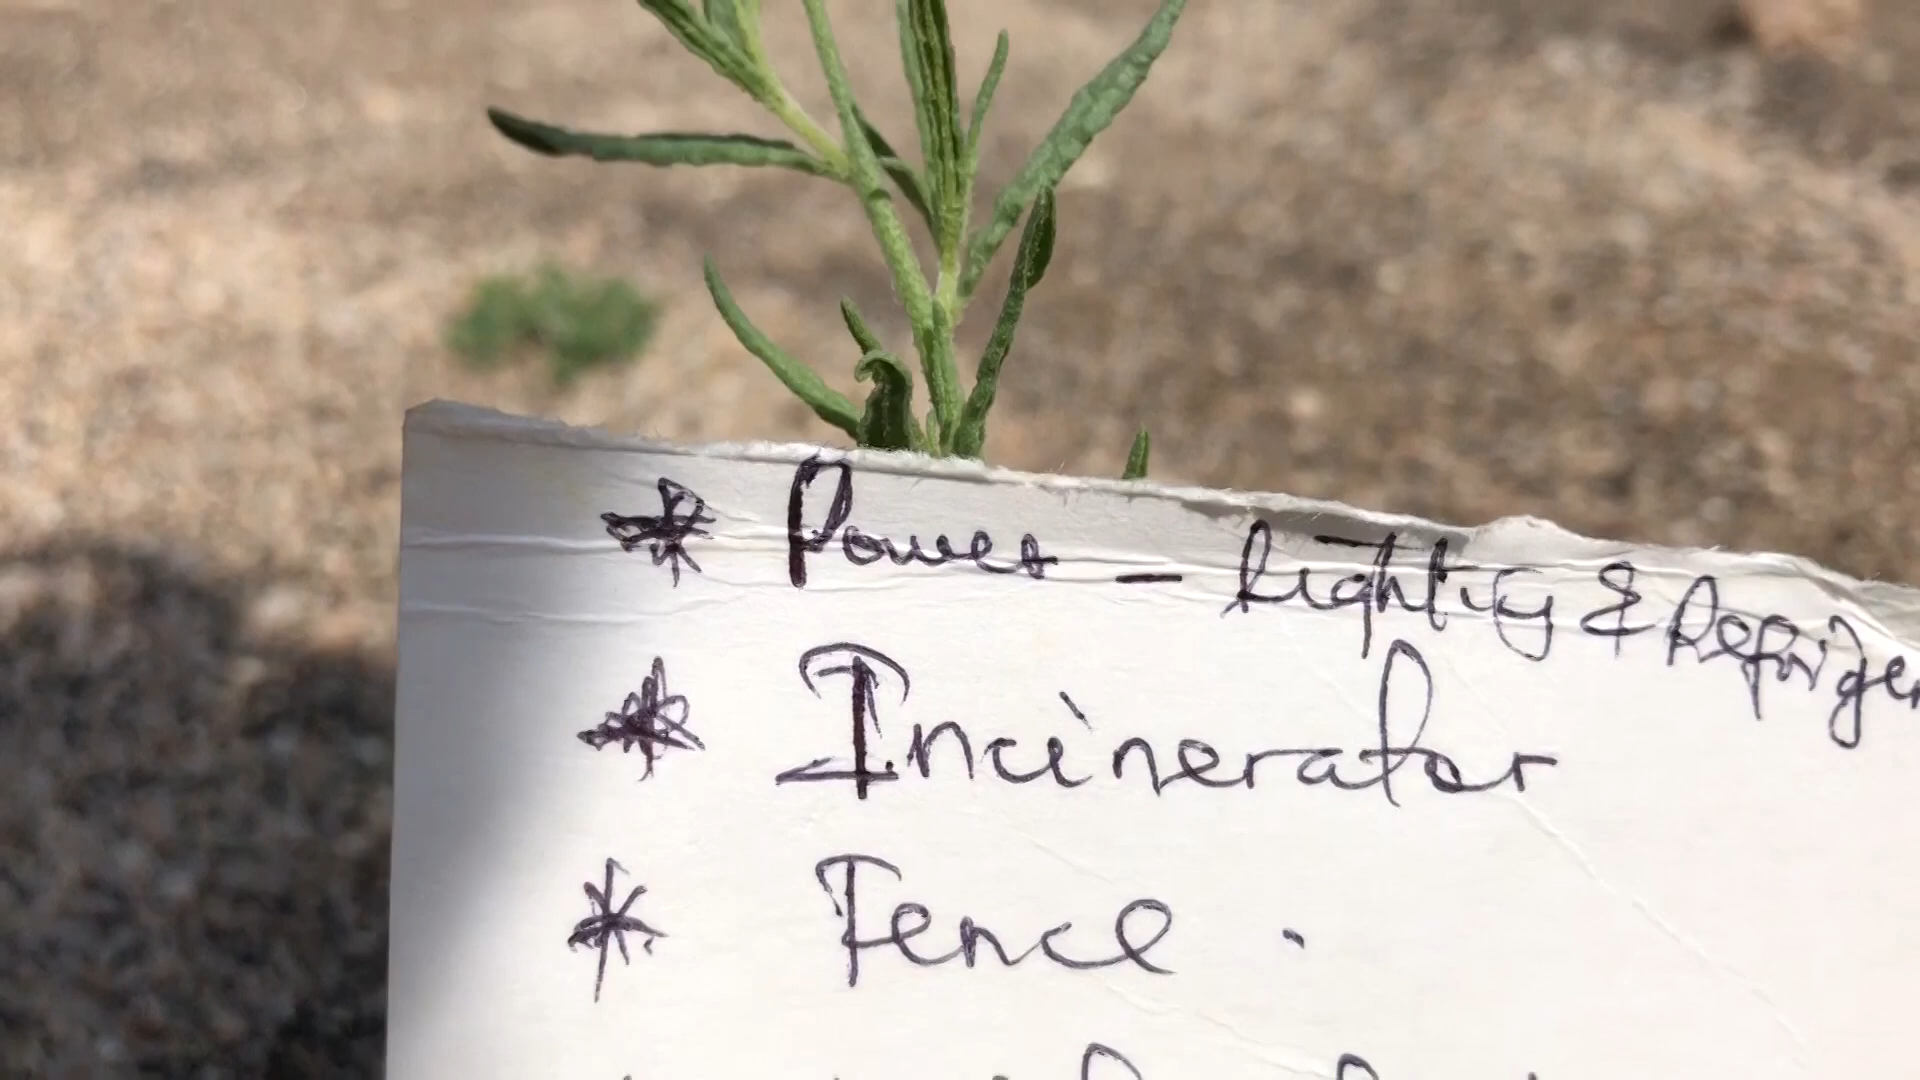 * Power - Lighting & Refriger
* Incinerator
* Fence .